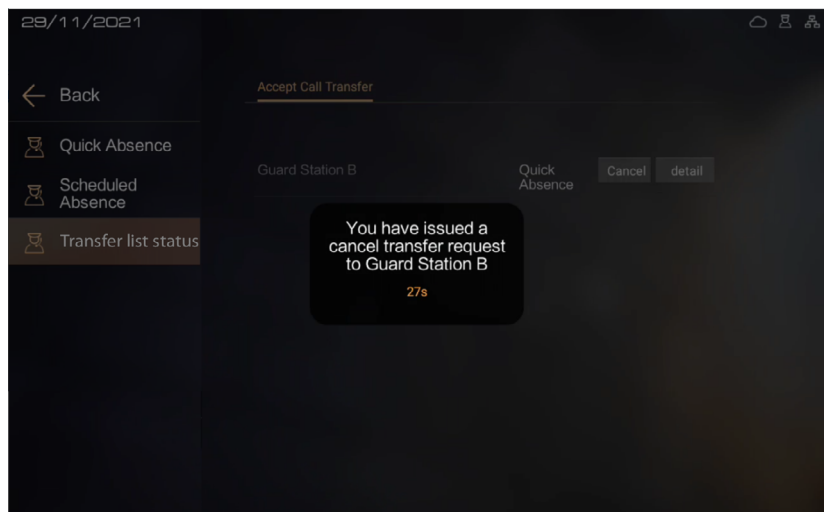 29/11/2021
Back
Accept Call Transfer
Quick Absence
Scheduled
Absence
Transfer list status
Guard Station B
Quick
Absence
Cancel
detail
You have issued a
cancel transfer request
to Guard Station B
27s